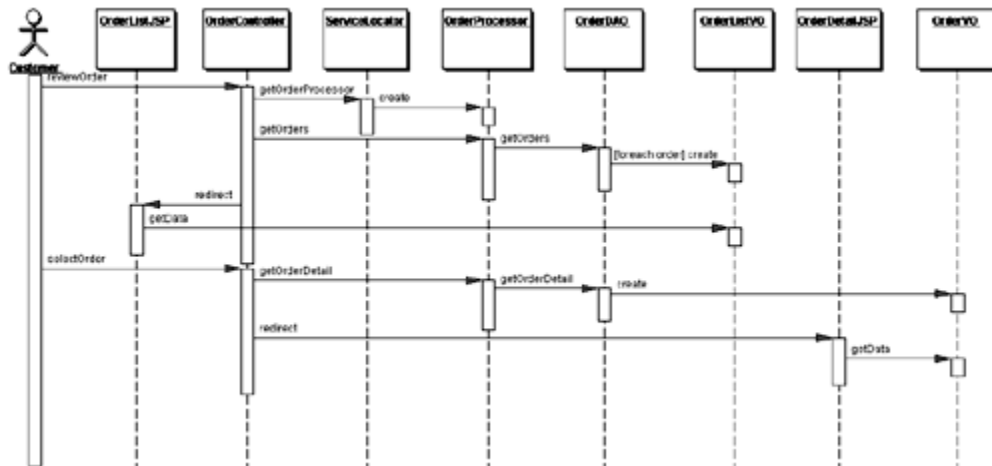 OrderListJSP
OrderController
ServiceLocator
OrderProcessor
OrderDAO
OrderListVO
OrderDetailJSP
OrderVO
Customer
reviewOrder
getOrderProcessor
create
getOrders
getOrders
[foreach order] create
redirect
getData
selectOrder
getOrderDetail
getOrderDetail
create
redirect
getData